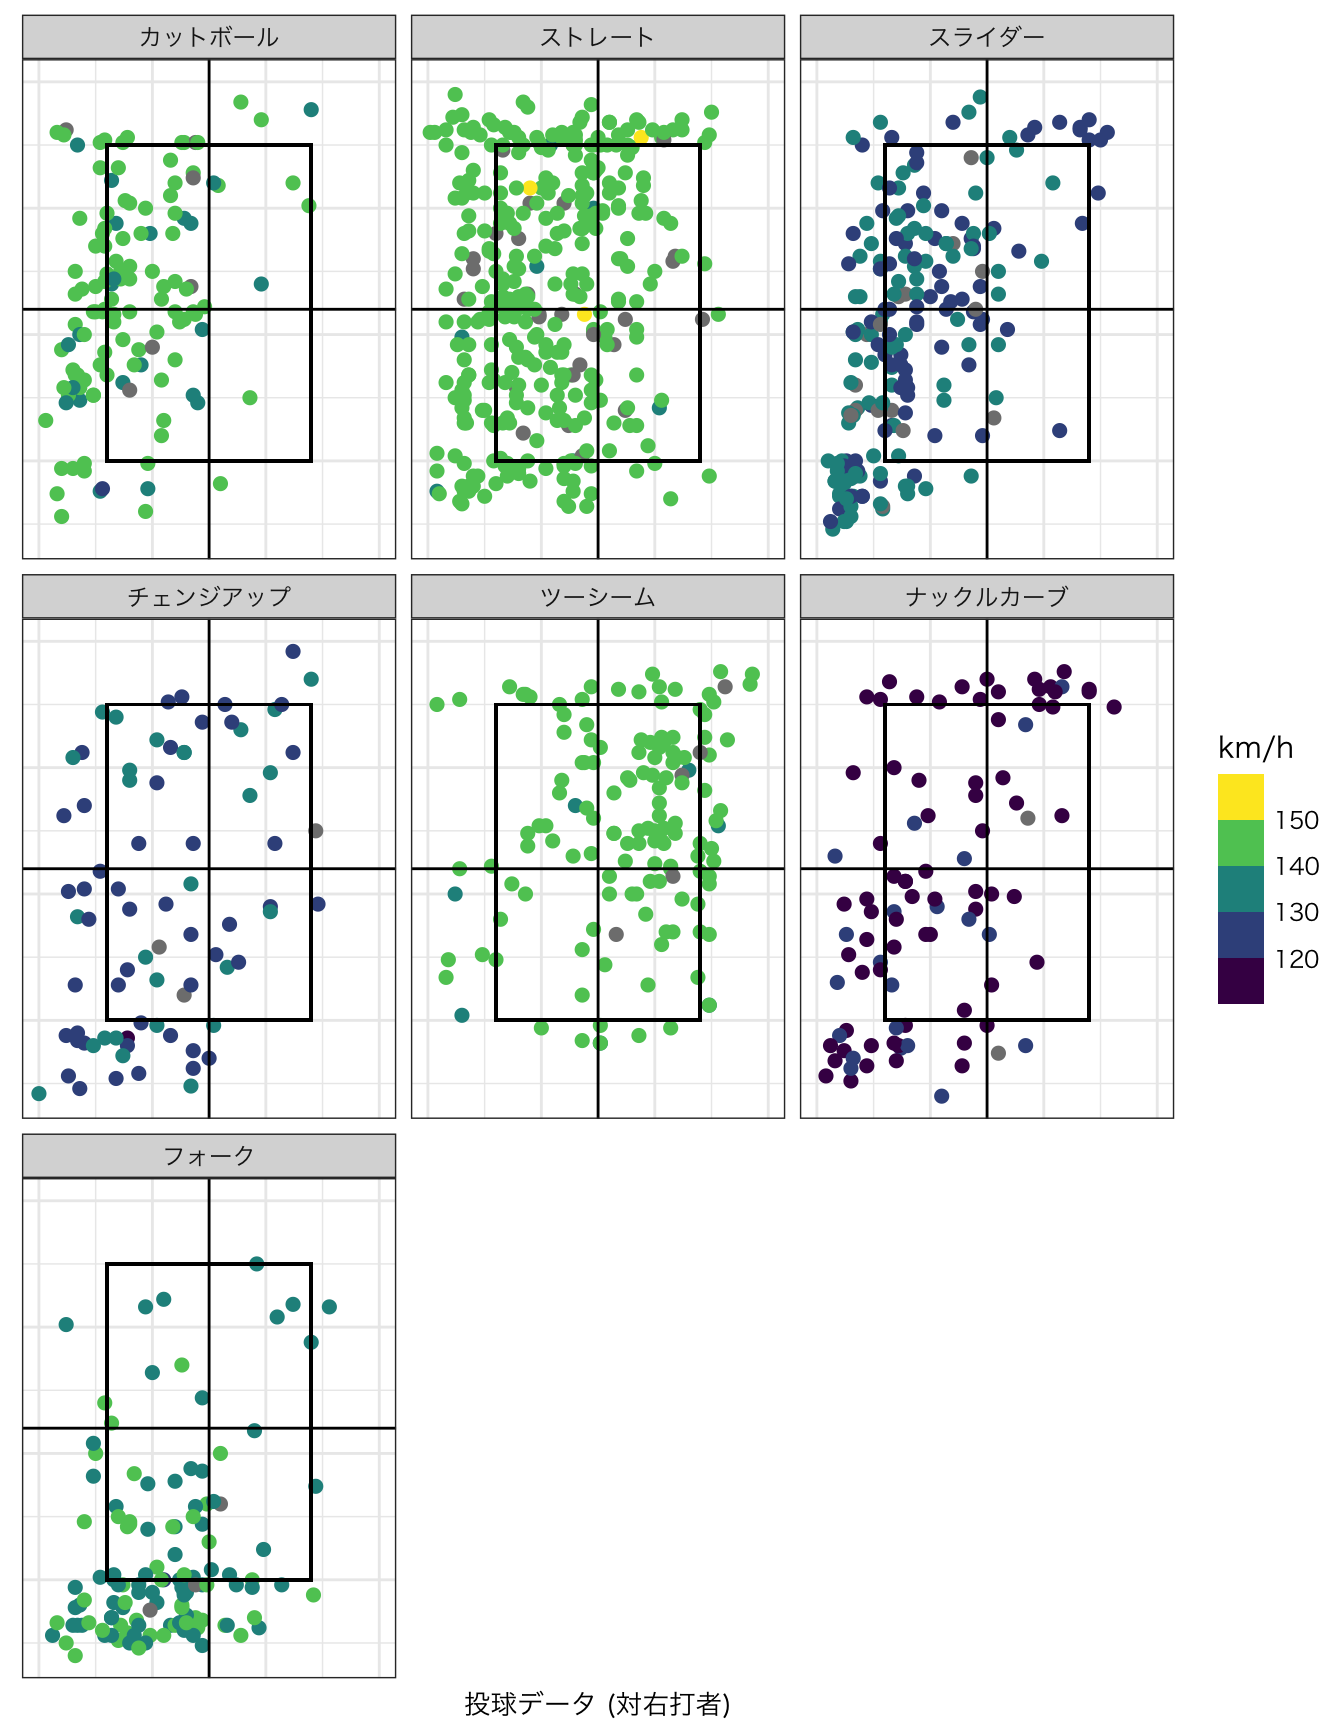 カットボール
ストレート
スライダー
チェンジアップ
ツーシーム
ナックルカーブ
km/h
150
140
130
120
フォーク
投球データ (対右打者)